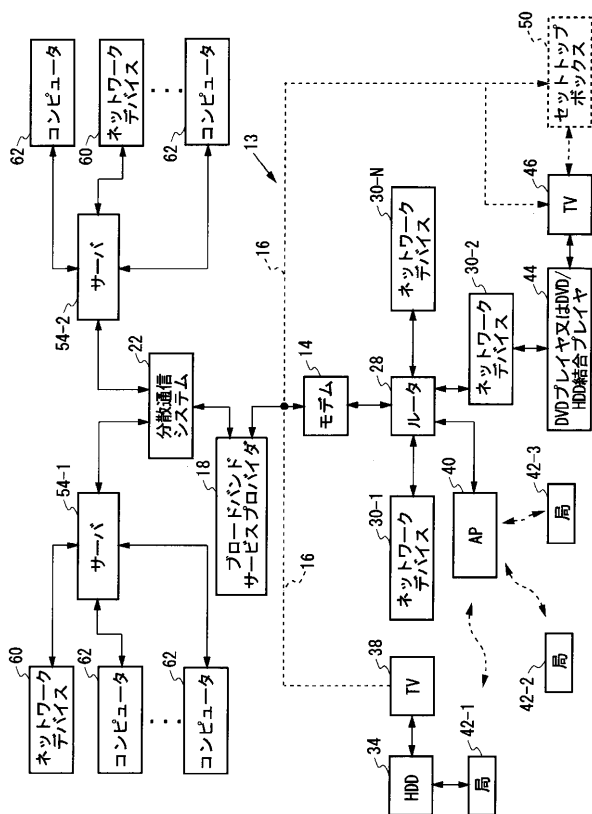 コンピュータ
62
ネットワーク
デバイス
60
コンピュータ
62
サーバ
54-2
13
22
分散通信
システム
54-1
サーバ
60
ネットワーク
デバイス
62
コンピュータ
62
コンピュータ
18
ブロードバンド
サービスプロバイダ
16
16
50
セットトップ
ボックス
46
TV
44
DVDプレイヤ又はDVD/
HDD結合プレイヤ
30-N
ネットワーク
デバイス
30-2
ネットワーク
デバイス
14
モデム
28
ルータ
30-1
ネットワーク
デバイス
40
AP
42-3
局
42-2
局
42-1
局
38
TV
34
HDD